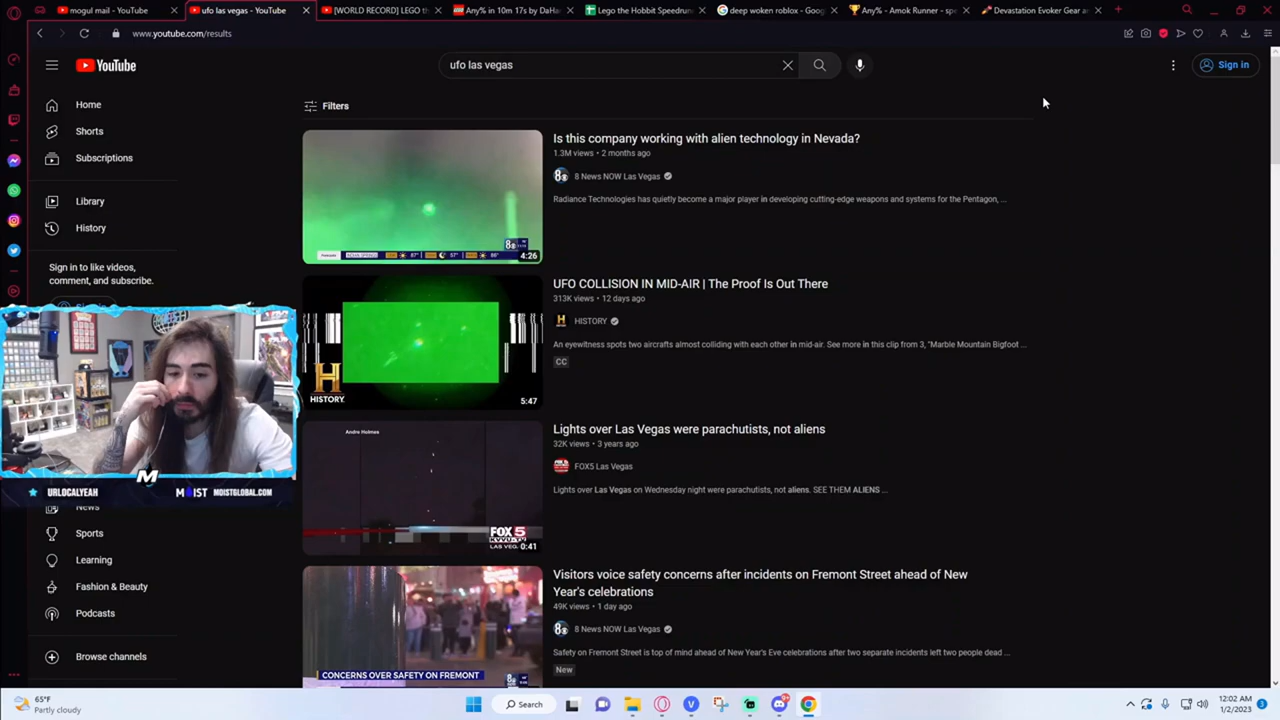 mogul mail - YouTube
ufo las vegas - YouTube
[WORLD RECORD] LEGO th
Any% in 10m 17s by DaHa
Lego the Hobbit Speedrun
deep woken roblox - Goog
Any% - Amok Runner - spe
Devastation Evoker Gear an
www.youtube.com/results
YouTube
ufo las vegas
Sign in
Home
Shorts
Subscriptions
Library
History
Sign in to like videos,
comment, and subscribe.
News
Sports
Learning
Fashion & Beauty
Podcasts
Browse channels
Filters
4:26
Is this company working with alien technology in Nevada?
1.3M views • 2 months ago
8 News NOW Las Vegas
Radiance Technologies has quietly become a major player in developing cutting-edge weapons and systems for the Pentagon, ...
HISTORY.
5:47
UFO COLLISION IN MID-AIR | The Proof Is Out There
313K views • 12 days ago
HISTORY
An eyewitness spots two aircrafts almost colliding with each other in mid-air. See more in this clip from 3, "Marble Mountain Bigfoot ...
CC
Andre Holmes
FOX 5
KVVU-TV
LAS VEG
0:41
Lights over Las Vegas were parachutists, not aliens
32K views • 3 years ago
FOX5 Las Vegas
Lights over Las Vegas on Wednesday night were parachutists, not aliens. SEE THEM ALIENS ...
CONCERNS OVER SAFETY ON FREMONT
Visitors voice safety concerns after incidents on Fremont Street ahead of New
Year's celebrations
49K views • 1 day ago
8 News NOW Las Vegas
Safety on Fremont Street is top of mind ahead of New Year's Eve celebrations after two separate incidents left two people dead ...
New
M
URLOCALYEAH
MOIST MOISTGLOBAL.COM
65°F
Partly cloudy
Search
12:02 AM
1/2/2023